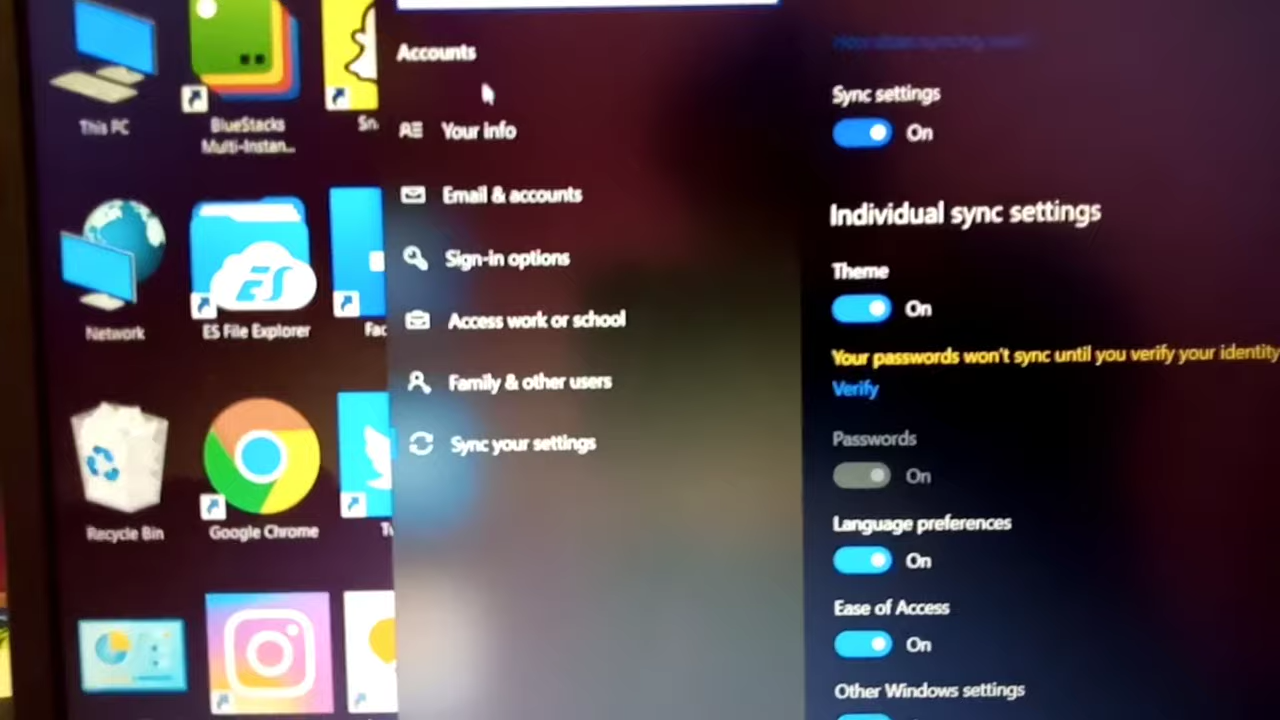 Accounts
Your info
Email & accounts
Sign-in options
Access work or school
Family & other users
Sync your settings
Sync settings
On
Individual sync settings
Theme
On
Your passwords won't sync until you verify your identity
Verify
Passwords
On
Language preferences
On
Ease of Access
On
Other Windows settings
This PC
BlueStacks
Multi-Instan...
Sn
Network
ES
ES File Explorer
Fac
Recycle Bin
Google Chrome